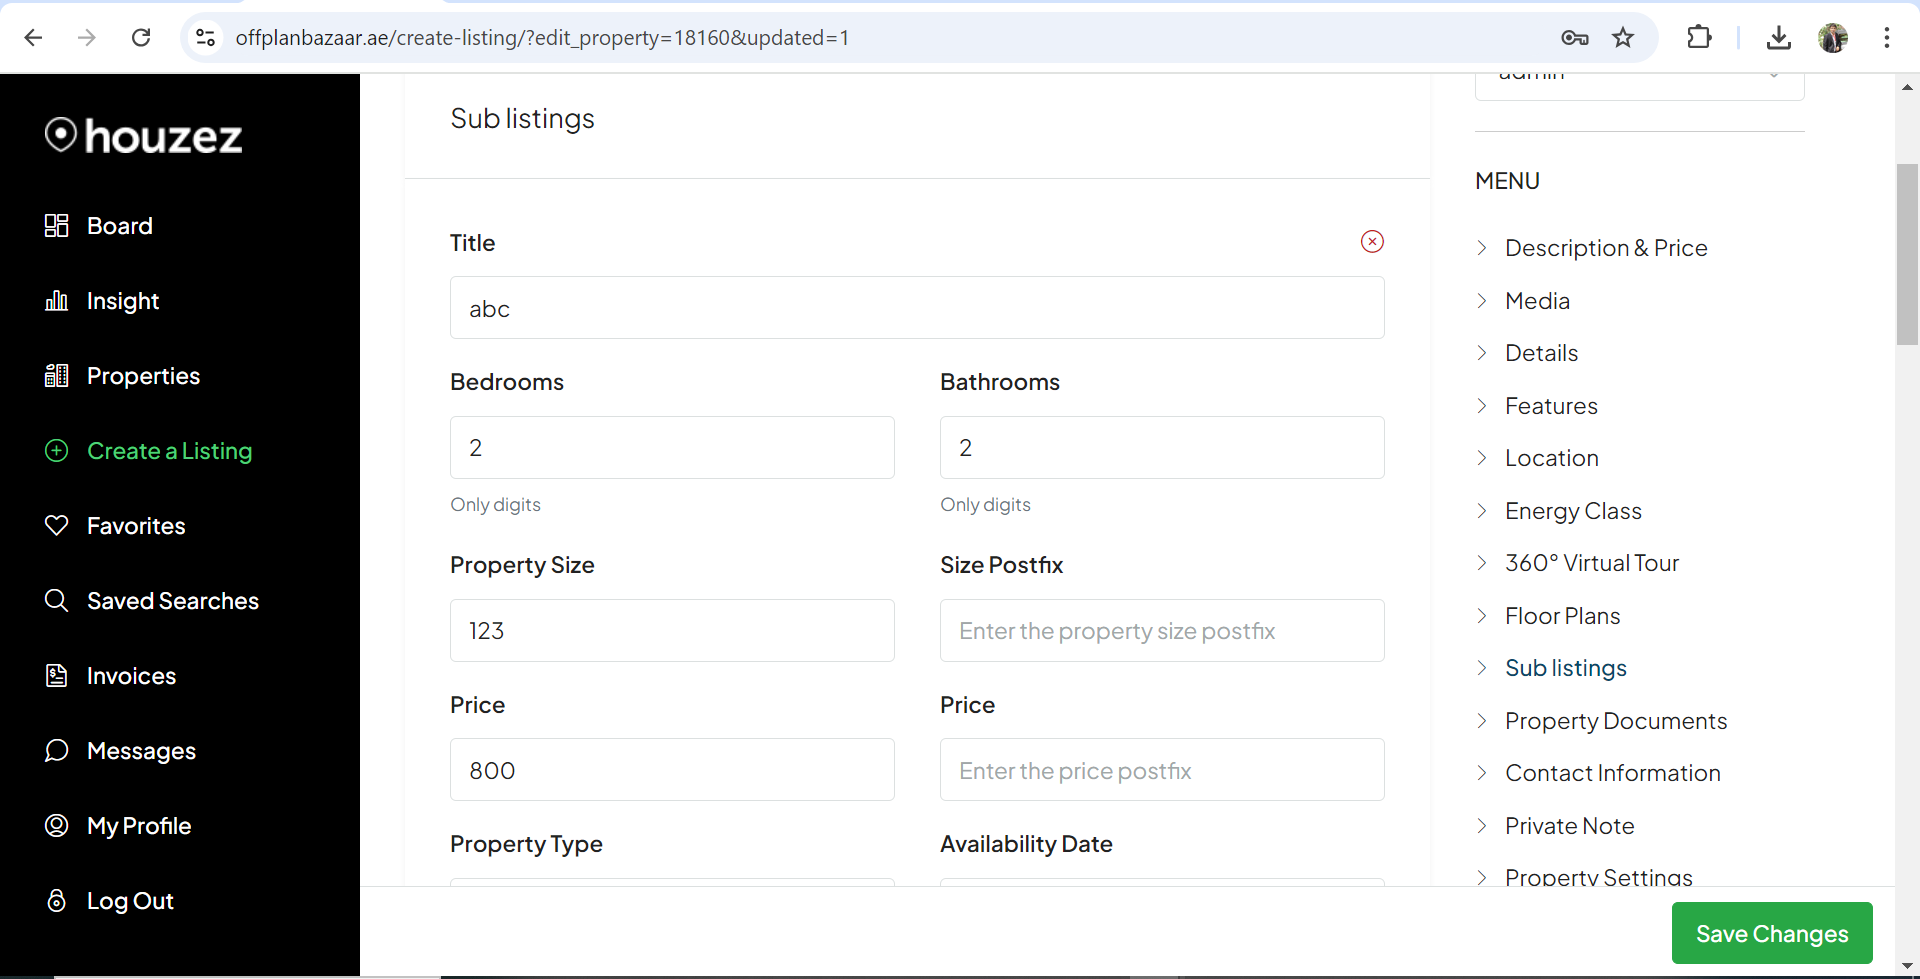 offplanbazaar.ae/create-listing/?edit_property=18160&updated=1
houzez
Board
Insight
Properties
Create a Listing
Favorites
Saved Searches
Invoices
Messages
My Profile
Log Out
Sub listings
Title
abc
Bedrooms
Bathrooms
2
2
Only digits
Only digits
Property Size
Size Postfix
123
Enter the property size postfix
Price
Price
800
Enter the price postfix
Property Type
Availability Date
admin
MENU
Description & Price
Media
Details
Features
Location
Energy Class
360° Virtual Tour
Floor Plans
Sub listings
Property Documents
Contact Information
Private Note
Property Settings
Save Changes